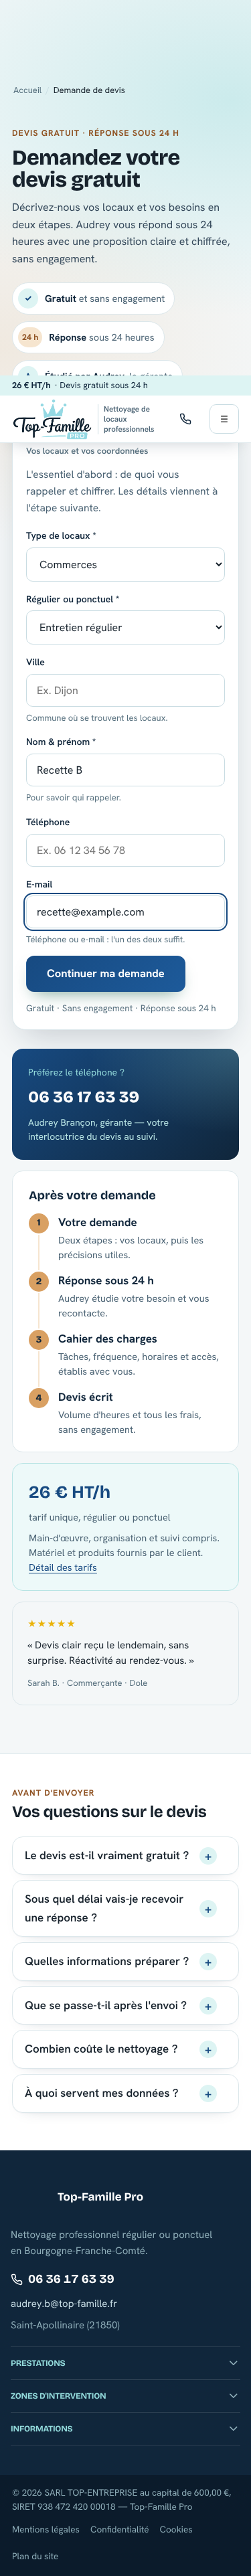 Accueil / Demande de devis
DEVIS GRATUIT · RÉPONSE SOUS 24 H
Demandez votre
devis gratuit
Décrivez-nous vos locaux et vos besoins en
deux étapes. Audrey vous répond sous 24
heures, avec une proposition claire et chiffrée,
sans engagement.
Gratuit et sans engagement
24 h Réponse sous 24 heures
26 € HT/h · Devis gratuit sous 24 h
Top-Famille
PRO
Nettoyage de
locaux
professionnels
Vos locaux et vos coordonnées
L'essentiel d'abord : de quoi vous
rappeler et chiffrer. Les détails viennent à
l'étape suivante.
Type de locaux *
Commerces
Régulier ou ponctuel *
Entretien régulier
Ville
Ex. Dijon
Commune où se trouvent les locaux.
Nom & prénom *
Recette B
Pour savoir qui rappeler.
Téléphone
Ex. 06 12 34 56 78
E-mail
recette@example.com
Téléphone ou e-mail : l'un des deux suffit.
Continuer ma demande
Gratuit · Sans engagement · Réponse sous 24 h
Préférez le téléphone ?
06 36 17 63 39
Audrey Brançon, gérante — votre
interlocutrice du devis au suivi.
Après votre demande
1 Votre demande
Deux étapes : vos locaux, puis les
précisions utiles.
2 Réponse sous 24 h
Audrey étudie votre besoin et vous
recontacte.
3 Cahier des charges
Tâches, fréquence, horaires et accès,
établis avec vous.
4 Devis écrit
Volume d'heures et tous les frais,
sans engagement.
26 € HT/h
tarif unique, régulier ou ponctuel
Main-d'œuvre, organisation et suivi compris.
Matériel et produits fournis par le client.
Détail des tarifs
★★★★★
« Devis clair reçu le lendemain, sans
surprise. Réactivité au rendez-vous. »
Sarah B. · Commerçante · Dole
AVANT D'ENVOYER
Vos questions sur le devis
Le devis est-il vraiment gratuit ? +
Sous quel délai vais-je recevoir
une réponse ? +
Quelles informations préparer ? +
Que se passe-t-il après l'envoi ? +
Combien coûte le nettoyage ? +
À quoi servent mes données ? +
Top-Famille Pro
Nettoyage professionnel régulier ou ponctuel
en Bourgogne-Franche-Comté.
06 36 17 63 39
audrey.b@top-famille.fr
Saint-Apollinaire (21850)
PRESTATIONS
ZONES D'INTERVENTION
INFORMATIONS
© 2026 SARL TOP-ENTREPRISE au capital de 600,00 €,
SIRET 938 472 420 00018 — Top-Famille Pro
Mentions légales Confidentialité Cookies
Plan du site